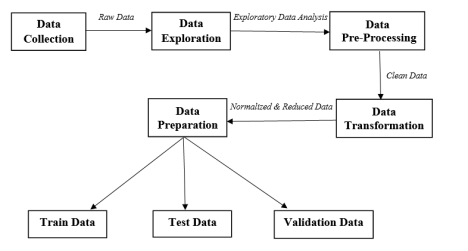 Data
Collection
Raw Data
Data
Exploration
Exploratory Data Analysis
Data
Pre-Processing
Clean Data
Data
Transformation
Normalized & Reduced Data
Data
Preparation
Train Data
Test Data
Validation Data